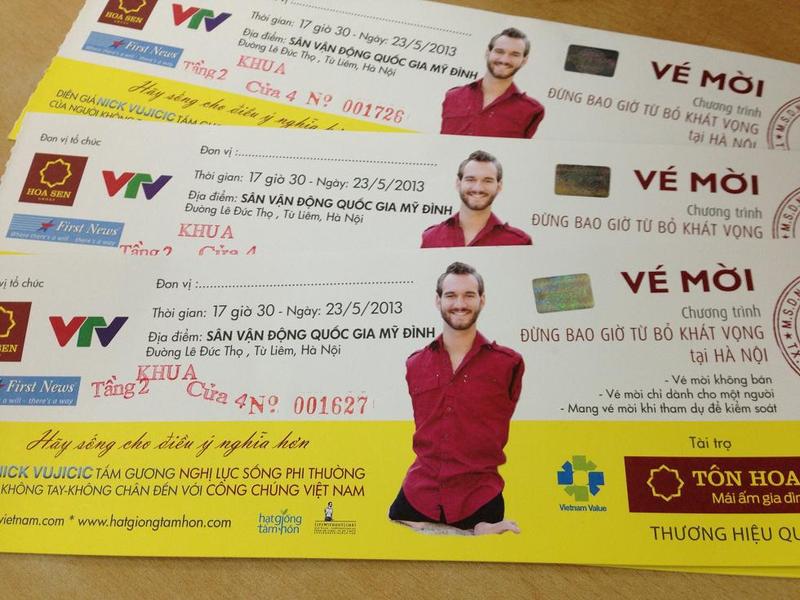 HOA SEN
GROUP
VTV
First News
Thời gian: 17 giờ 30 - Ngày: 23/5/2013
Địa điểm: SÂN VẬN ĐỘNG QUỐC GIA MỸ ĐÌNH
Đường Lê Đức Thọ, Từ Liêm, Hà Nội
KHU A
Tầng 2 Cửa 4 Nº 001726
Hãy sống cho điều ý nghĩa hơn
DIỄN GIẢ NICK VUJICIC TẤM
CỦA NGƯỜI KHÔNG
VÉ MỜI
Chương trình
ĐỪNG BAO GIỜ TỪ BỎ KHÁT VỌNG
tại HÀ NỘI
Đơn vị tổ chức
HOA SEN
GROUP
VTV
First News
Where there's a will - there's a way
Đơn vị:
Thời gian: 17 giờ 30 - Ngày: 23/5/2013
Địa điểm: SÂN VẬN ĐỘNG QUỐC GIA MỸ ĐÌNH
Đường Lê Đức Thọ, Từ Liêm, Hà Nội
KHU A
Tầng 2 Cửa 4
VÉ MỜI
Chương trình
ĐỪNG BAO GIỜ TỪ BỎ KHÁT VỌNG
vị tổ chức
SEN
VTV
First News
a will - there's a way
Đơn vị:
Thời gian: 17 giờ 30 - Ngày: 23/5/2013
Địa điểm: SÂN VẬN ĐỘNG QUỐC GIA MỸ ĐÌNH
Đường Lê Đức Thọ, Từ Liêm, Hà Nội
KHU A
Tầng 2 Cửa 4 Nº 001627
VÉ MỜI
Chương trình
ĐỪNG BAO GIỜ TỪ BỎ KHÁT VỌNG
tại HÀ NỘI
- Vé mời không bán
- Vé mời chỉ dành cho một người
- Mang vé mời khi tham dự để kiểm soát
Hãy sống cho điều ý nghĩa hơn
NICK VUJICIC TẤM GƯƠNG NGHỊ LỰC SỐNG PHI THƯỜNG
KHÔNG TAY-KHÔNG CHÂN ĐẾN VỚI CÔNG CHÚNG VIỆT NAM
vietnam.com * www.hatgiongtamhon.com
hạt giống
tâm hồn
Tài trợ
Vietnam Value
TÔN HOA
Mái ấm gia đìn
THƯƠNG HIỆU QU